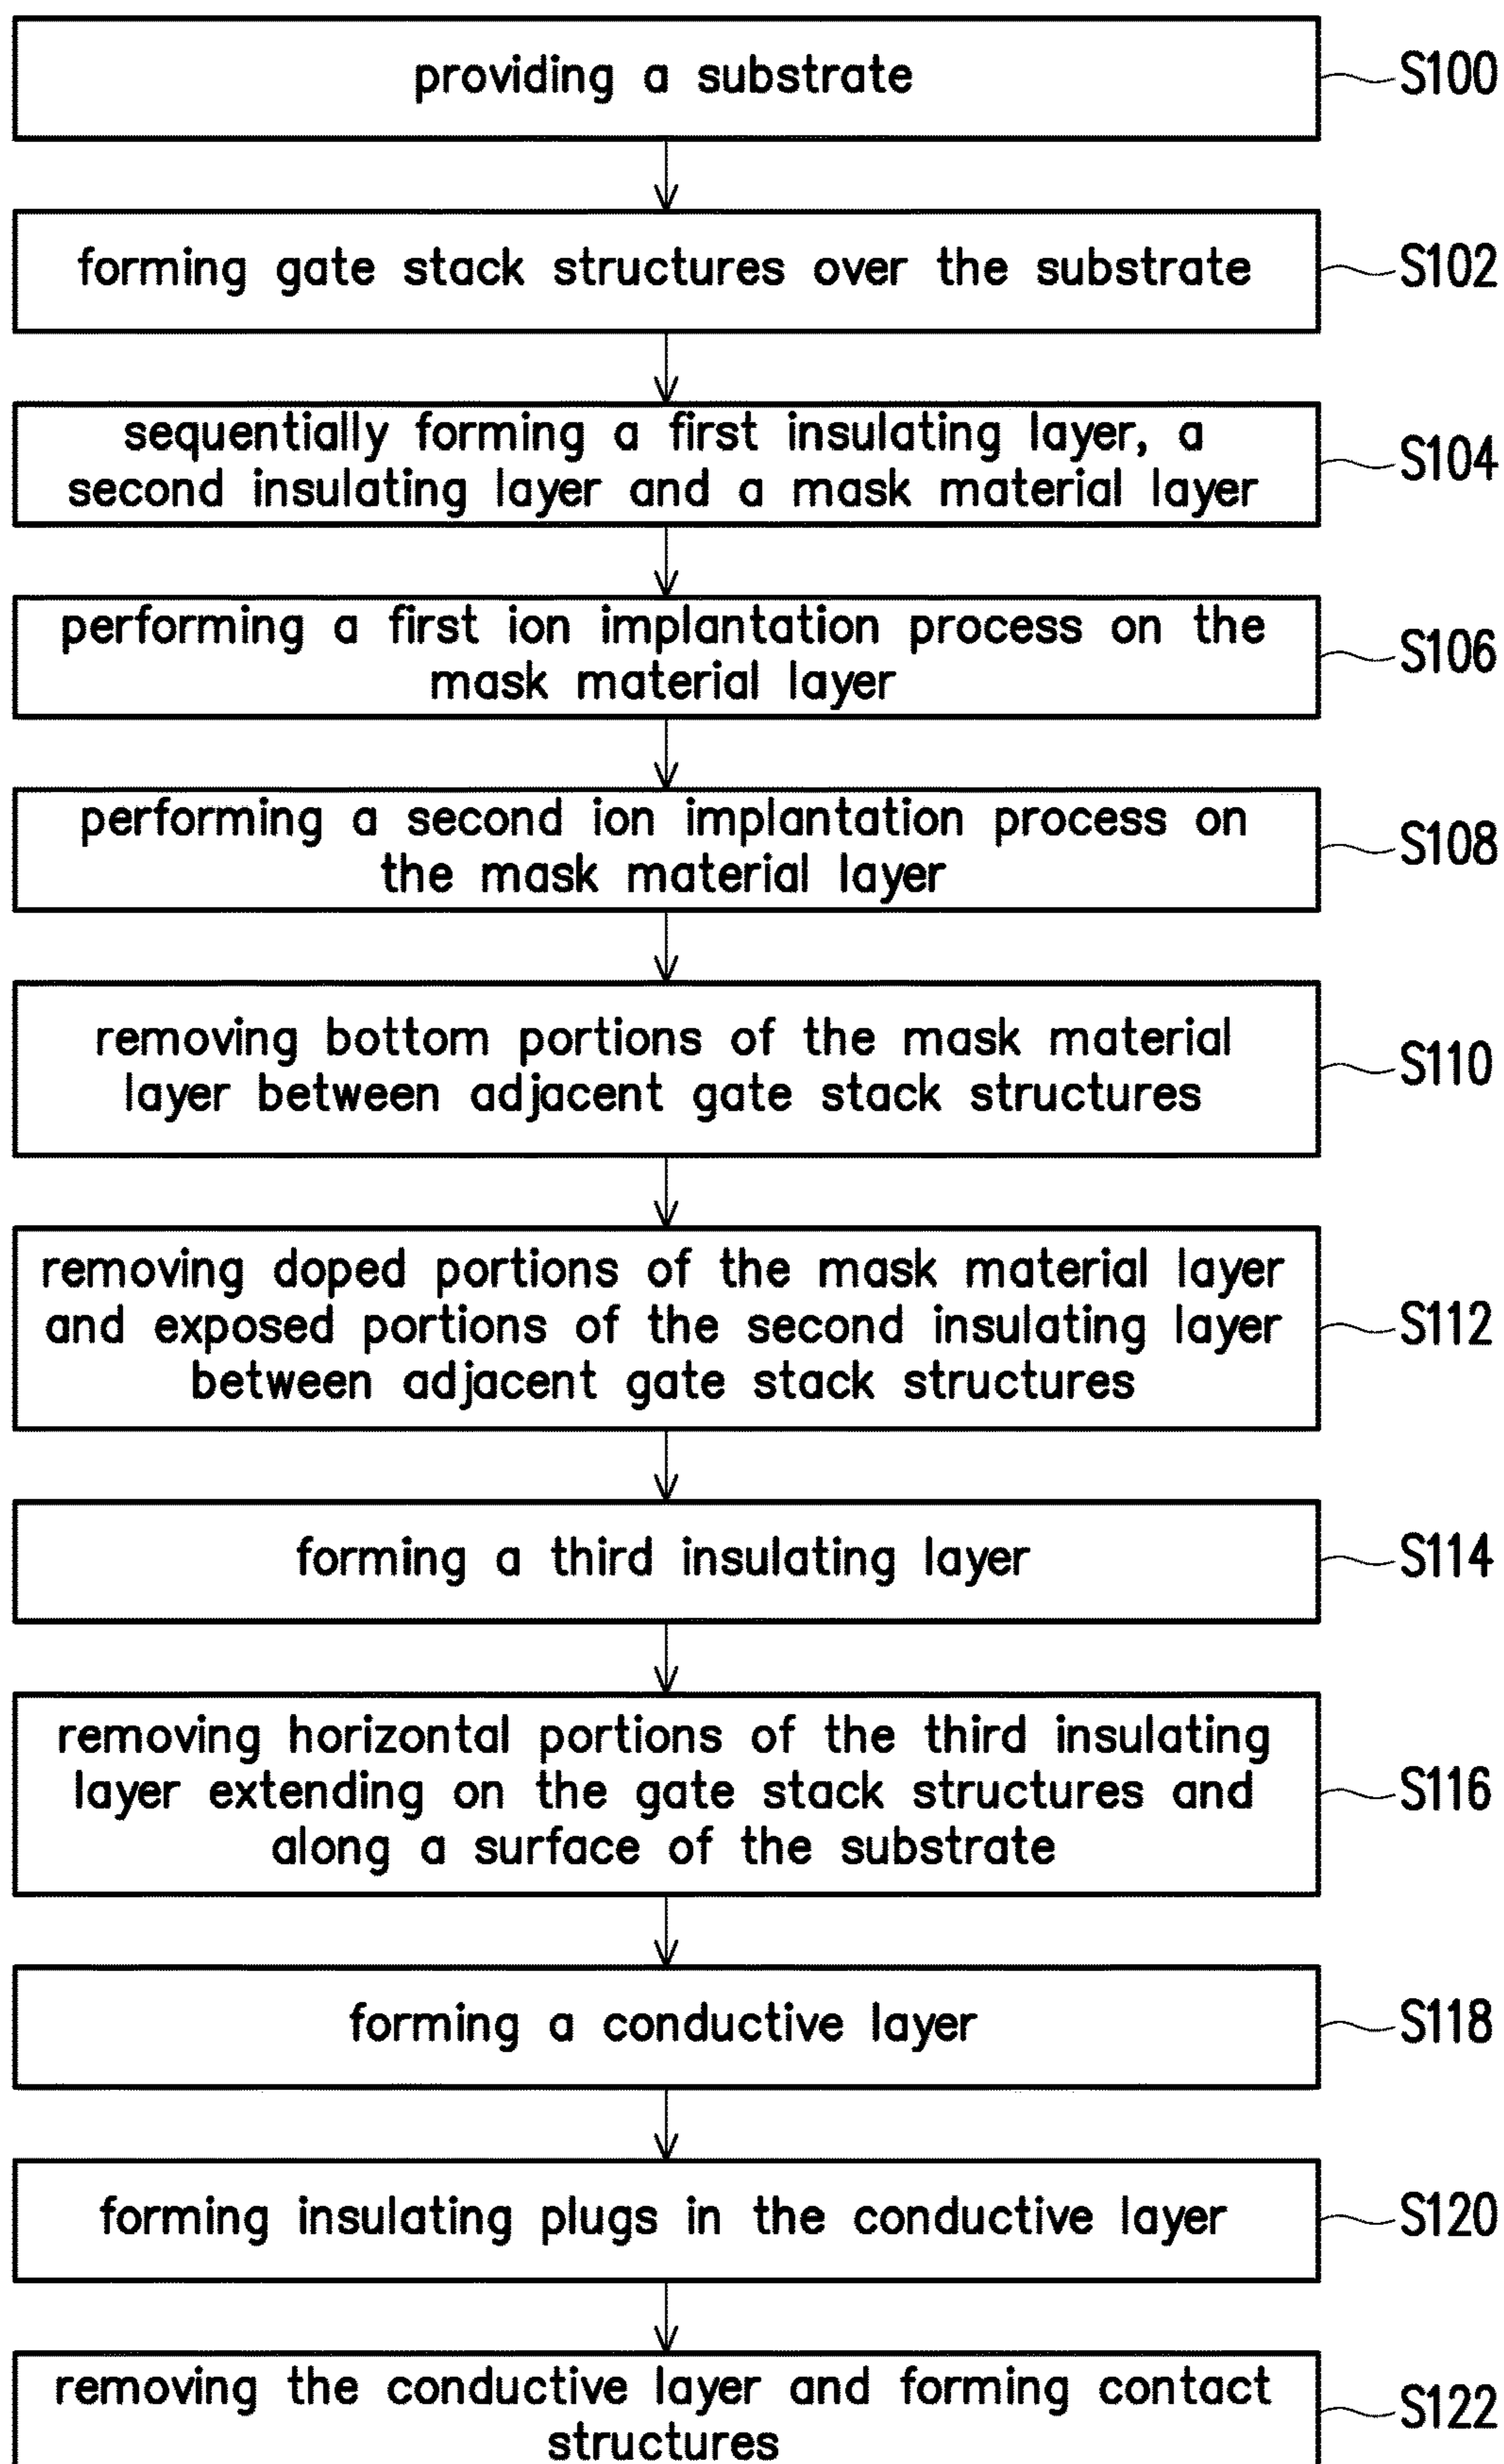 providing a substrate
S100
forming gate stack structures over the substrate
S102
sequentially forming a first insulating layer, a
second insulating layer and a mask material layer
S104
performing a first ion implantation process on the
mask material layer
S106
performing a second ion implantation process on
the mask material layer
S108
removing bottom portions of the mask material
layer between adjacent gate stack structures
S110
removing doped portions of the mask material layer
and exposed portions of the second insulating layer
between adjacent gate stack structures
S112
forming a third insulating layer
S114
removing horizontal portions of the third insulating
layer extending on the gate stack structures and
along a surface of the substrate
S116
forming a conductive layer
S118
forming insulating plugs in the conductive layer
S120
removing the conductive layer and forming contact
structures
S122